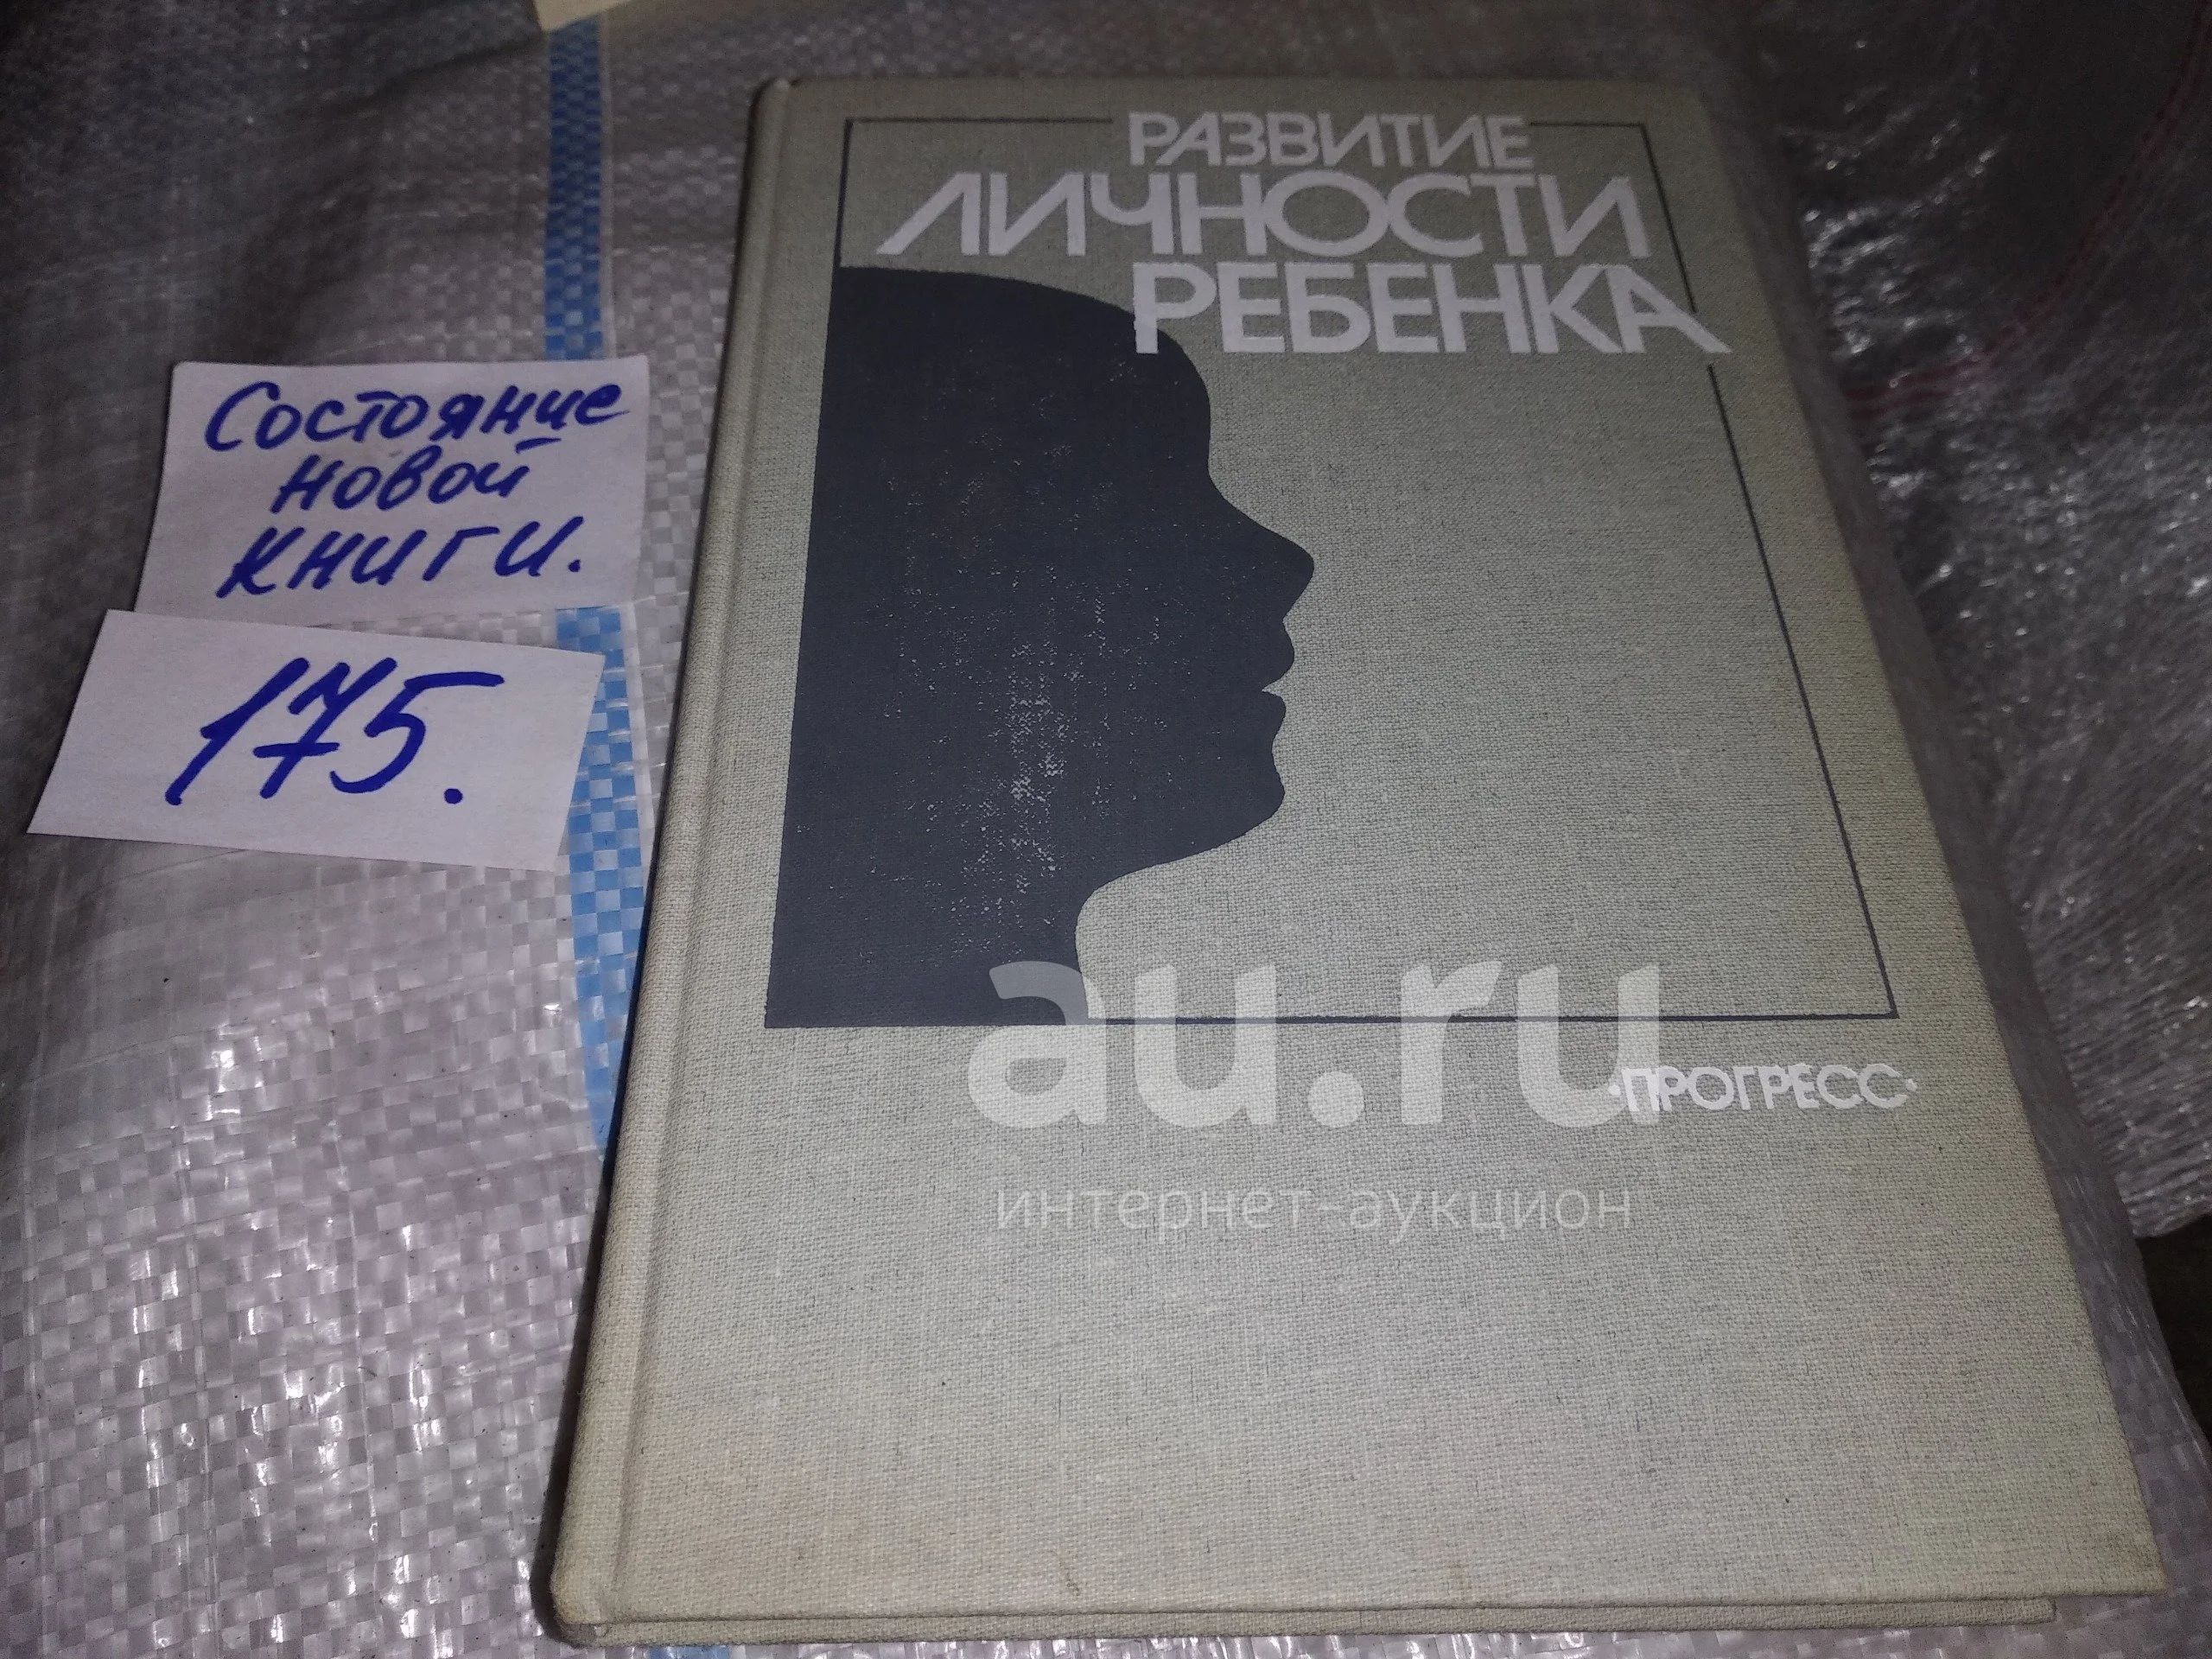 РАЗВИТИЕ
ЛИЧНОСТИ
РЕБЕНКА
Состояние
новой
книги.
175.
au.ru
·ПРОГРЕСС·
интернет-аукцион